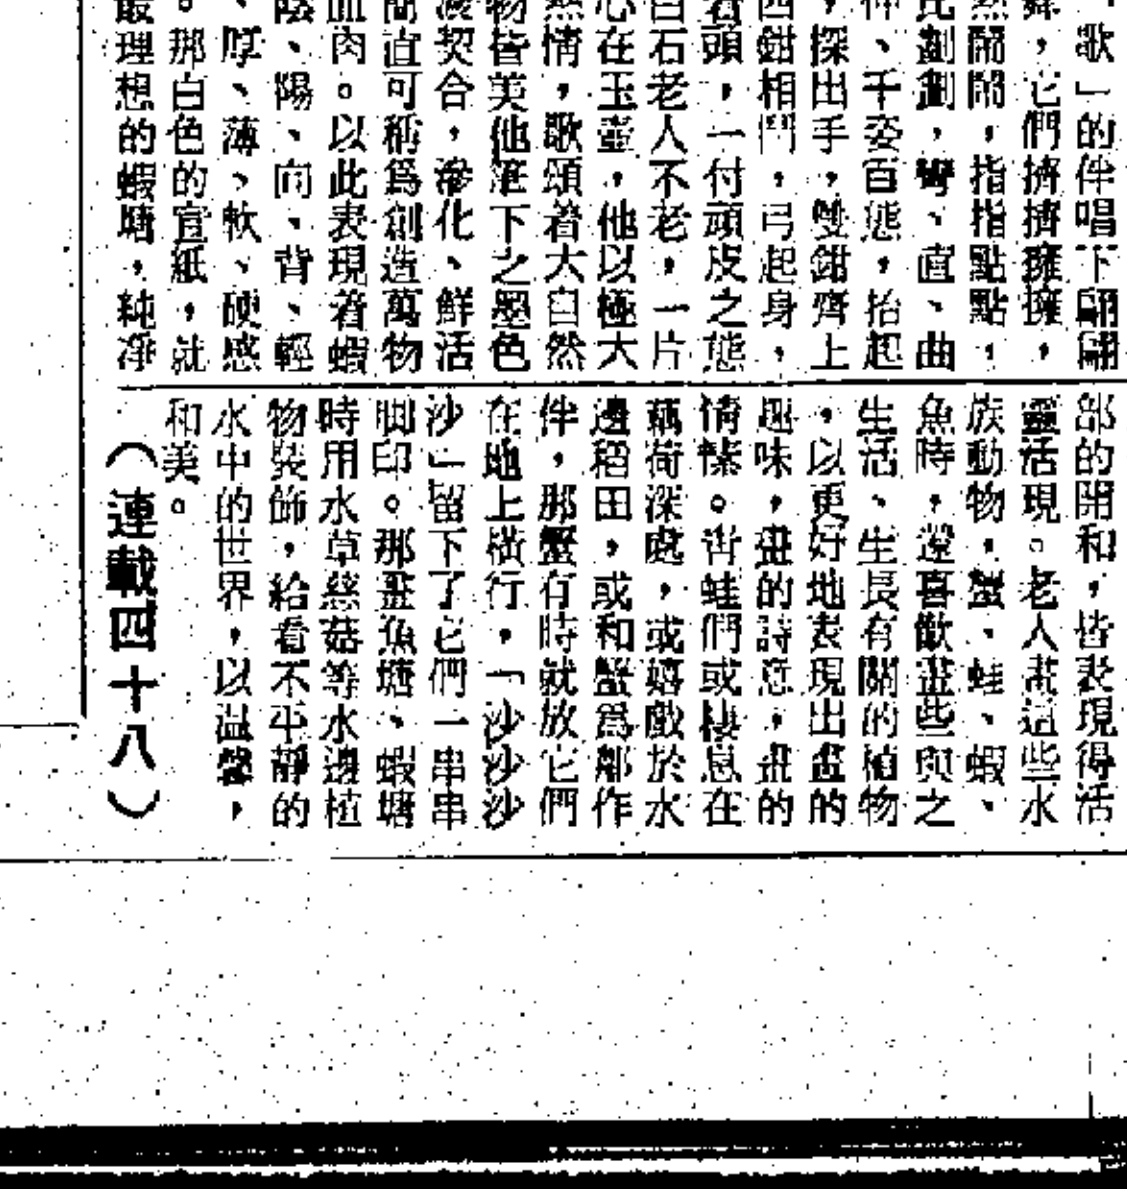 歌」的伴唱下翩翩
,它們擠擠擁擁,
鬧鬧,指指點點,
比劃劃,彎、直、曲
、千姿百態,抬起
,探出手,雙鉗齊上
四鉗相鬥,弓起身,
着頭,一付頑皮之態
白石老人不老,一片
心在玉壺,他以極大
熱情,歌頌着大自然
物皆美他筆下之墨色
契合,滲化、鮮活
簡直可稱爲創造萬物
血肉。以此表現着蝦
陰、陽、向、背、輕
、厚、薄、軟、硬感
。那白色的宣紙,就
最理想的蝦塘,純淨
部的開和,皆表現得活
靈活現。老人畫這些水
族動物,蟹、蛙、蝦、
魚時,還喜歡畫些與之
生活、生長有關的植物
,以更好地表現出畫的
趣味,畫的詩意,畫的
情愫。青蛙們或棲息在
藕荷深處,或嬉戲於水
邊稻田,或和蟹爲鄰作
伴,那蟹有時就放它們
在地上橫行,「沙沙沙
沙」留下了它們一串串
脚印。那畫魚塘、蝦塘
時用水草慈菇等水邊植
物裝飾,給看不平靜的
水中的世界,以温馨,
和美。
(連載四十八)